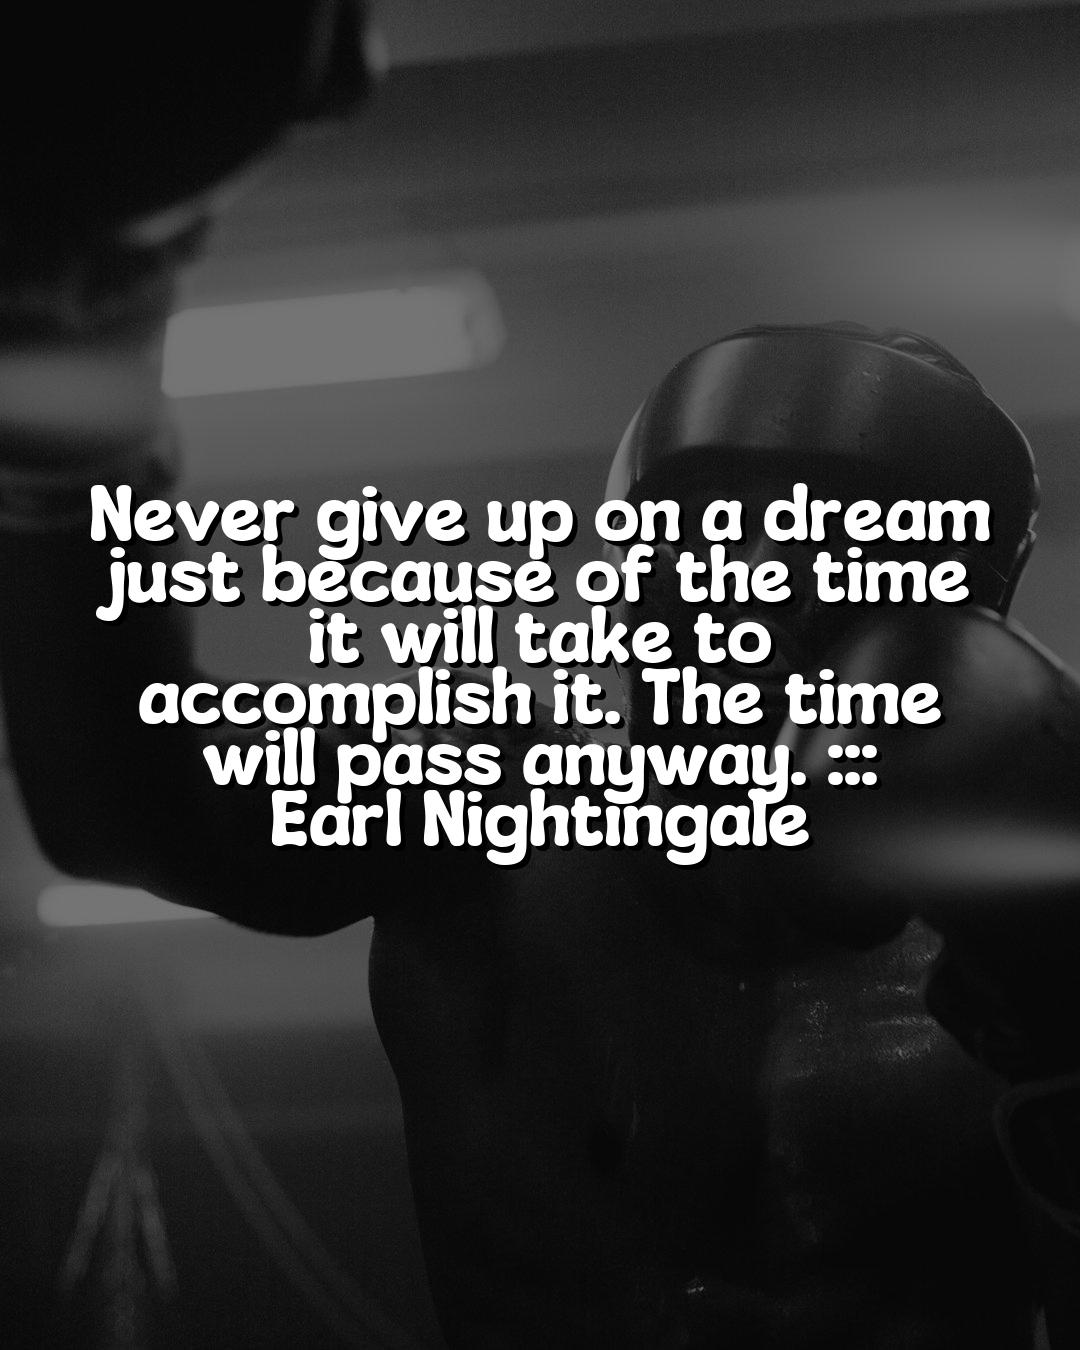 Never give up on a dream
just because of the time
it will take to
accomplish it. The time
will pass anyway. :::
Earl Nightingale